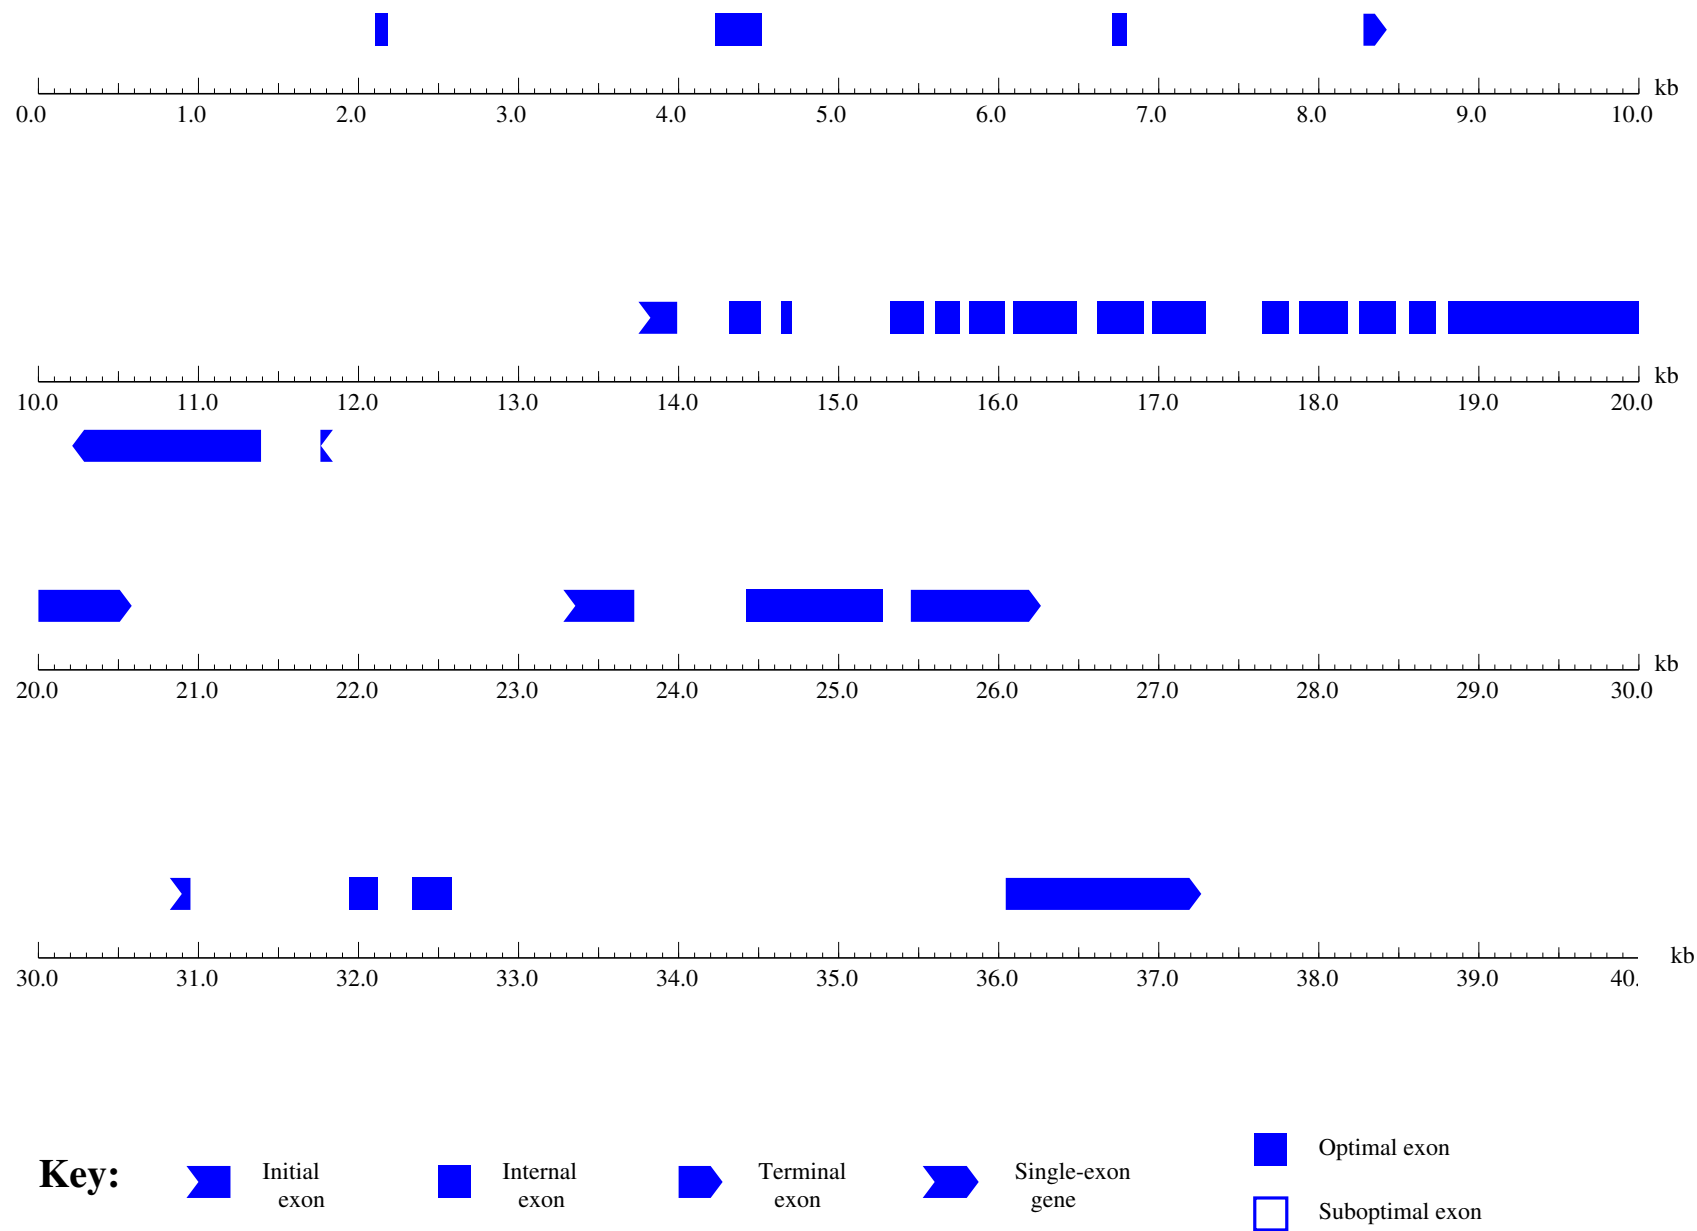 kb
0.0 1.0 2.0 3.0 4.0 5.0 6.0 7.0 8.0 9.0 10.0
kb
10.0 11.0 12.0 13.0 14.0 15.0 16.0 17.0 18.0 19.0 20.0
kb
20.0 21.0 22.0 23.0 24.0 25.0 26.0 27.0 28.0 29.0 30.0
kb
30.0 31.0 32.0 33.0 34.0 35.0 36.0 37.0 38.0 39.0 40.
Key:
Initial
exon
Internal
exon
Terminal
exon
Single-exon
gene
Optimal exon
Suboptimal exon